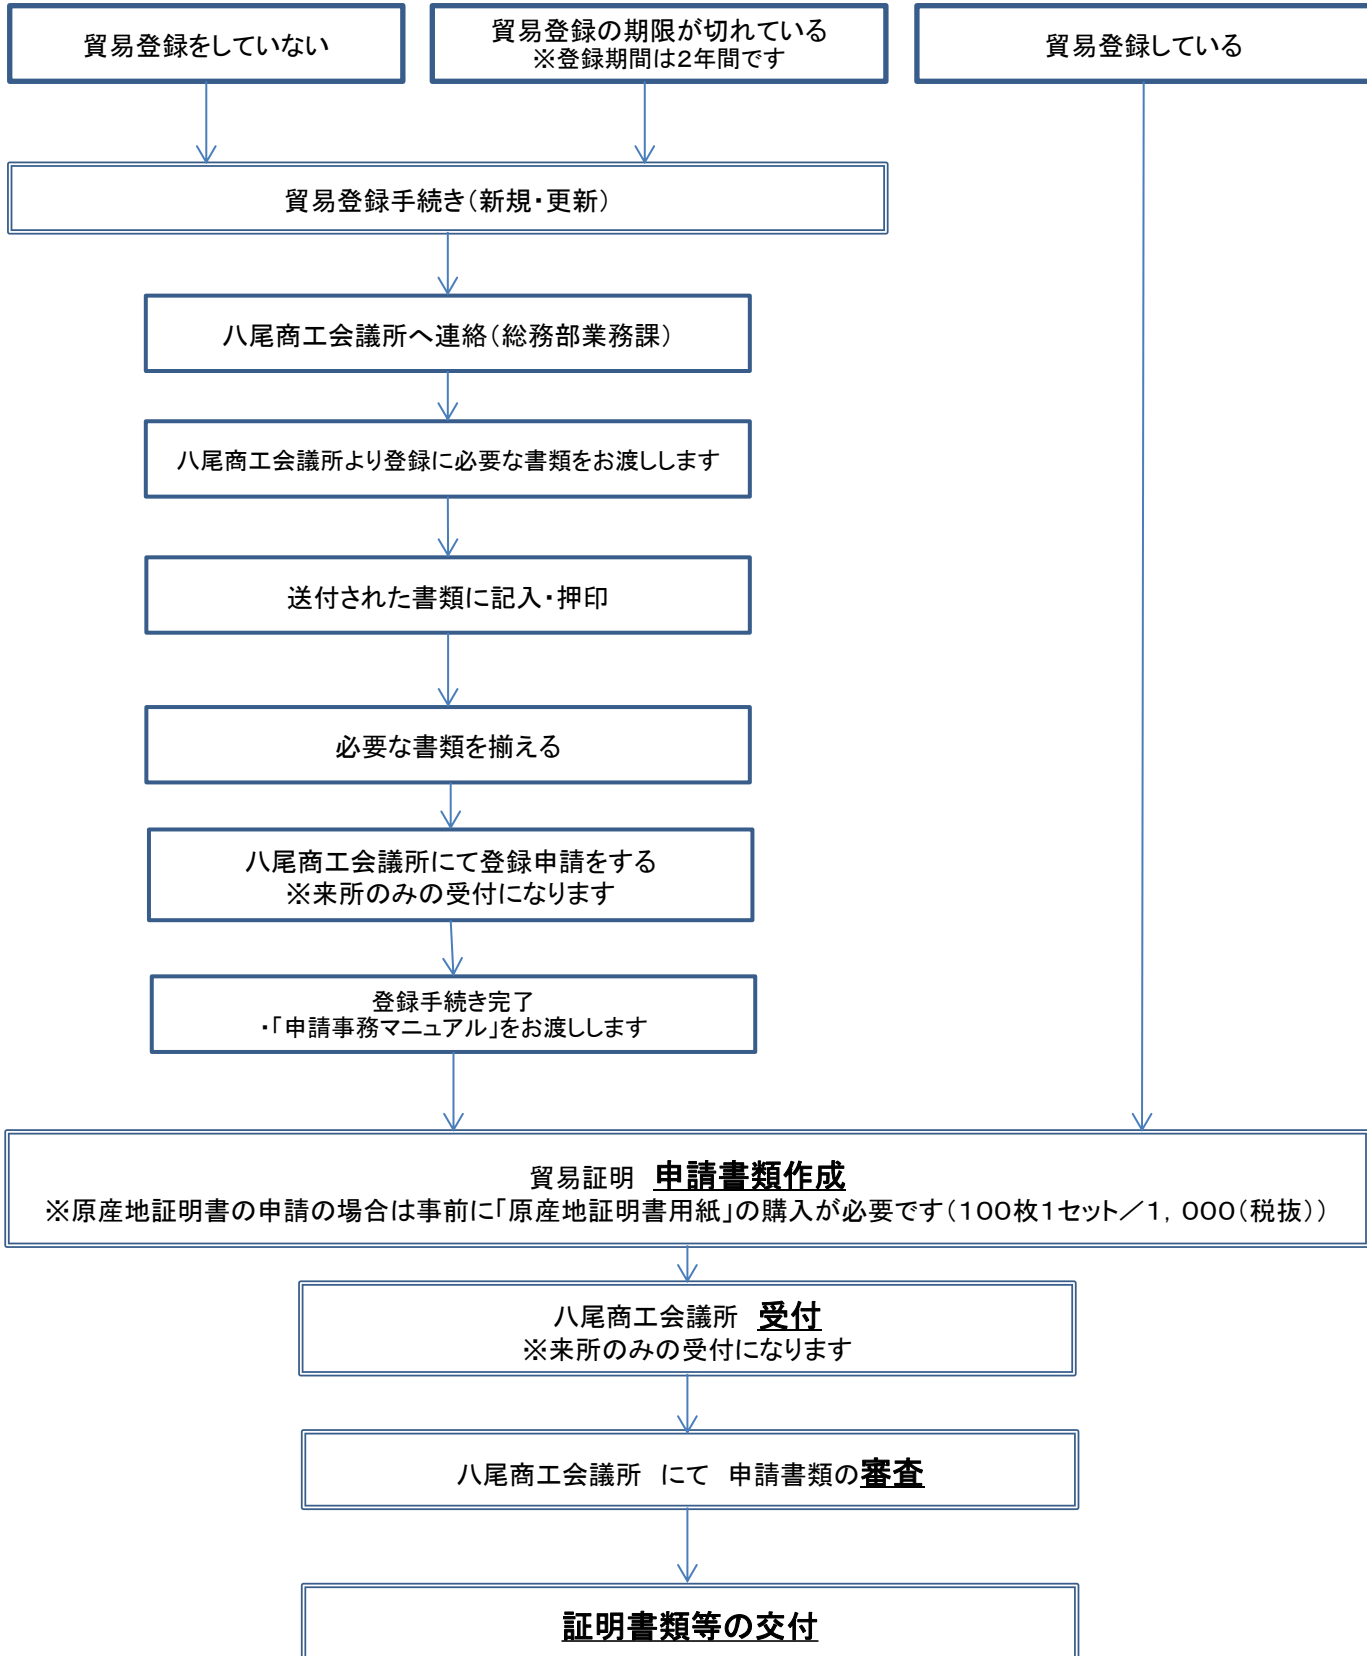 貿易登録をしていない
貿易登録の期限が切れている
※登録期間は2年間です
貿易登録している
貿易登録手続き(新規・更新)
八尾商工会議所へ連絡(総務部業務課)
八尾商工会議所より登録に必要な書類をお渡しします
送付された書類に記入・押印
必要な書類を揃える
八尾商工会議所にて登録申請をする
※来所のみの受付になります
登録手続き完了
・「申請事務マニュアル」をお渡しします
貿易証明 申請書類作成
※原産地証明書の申請の場合は事前に「原産地証明書用紙」の購入が必要です(100枚1セット/1,000(税抜))
八尾商工会議所 受付
※来所のみの受付になります
八尾商工会議所 にて 申請書類の審査
証明書類等の交付